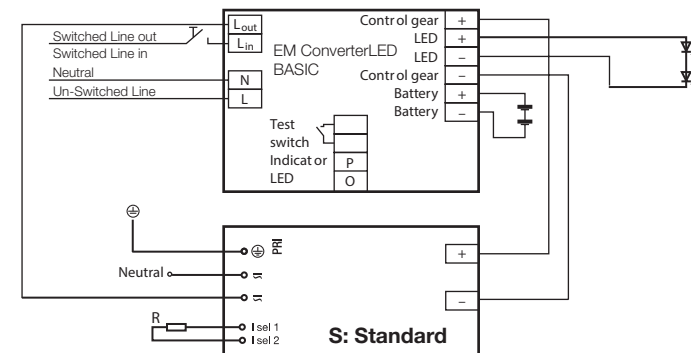 Switched Line out
Switched Line in
Neutral
Un-Switched Line
Lout
Lin
N
L
EM ConverterLED
BASIC
Control gear +
LED +
LED –
Control gear –
Battery +
Battery –
Test
switch
Indicator
LED
P
O
PRI
Neutral
R
I sel 1
I sel 2
+
–
S: Standard